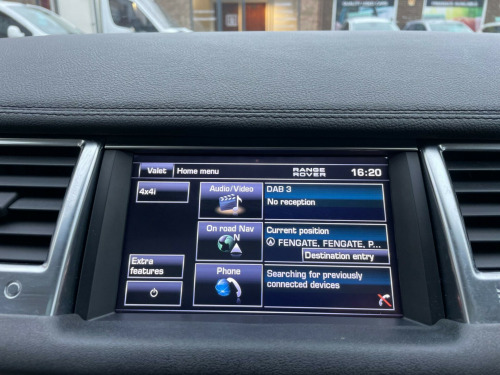 Valet
Home menu
RANGE
ROVER
16:20
4x4i
Audio/Video
DAB 3
No reception
On road Nav
N
Current position
FENGATE, FENGATE, P...
Destination entry
Extra
features
Phone
Searching for previously
connected devices